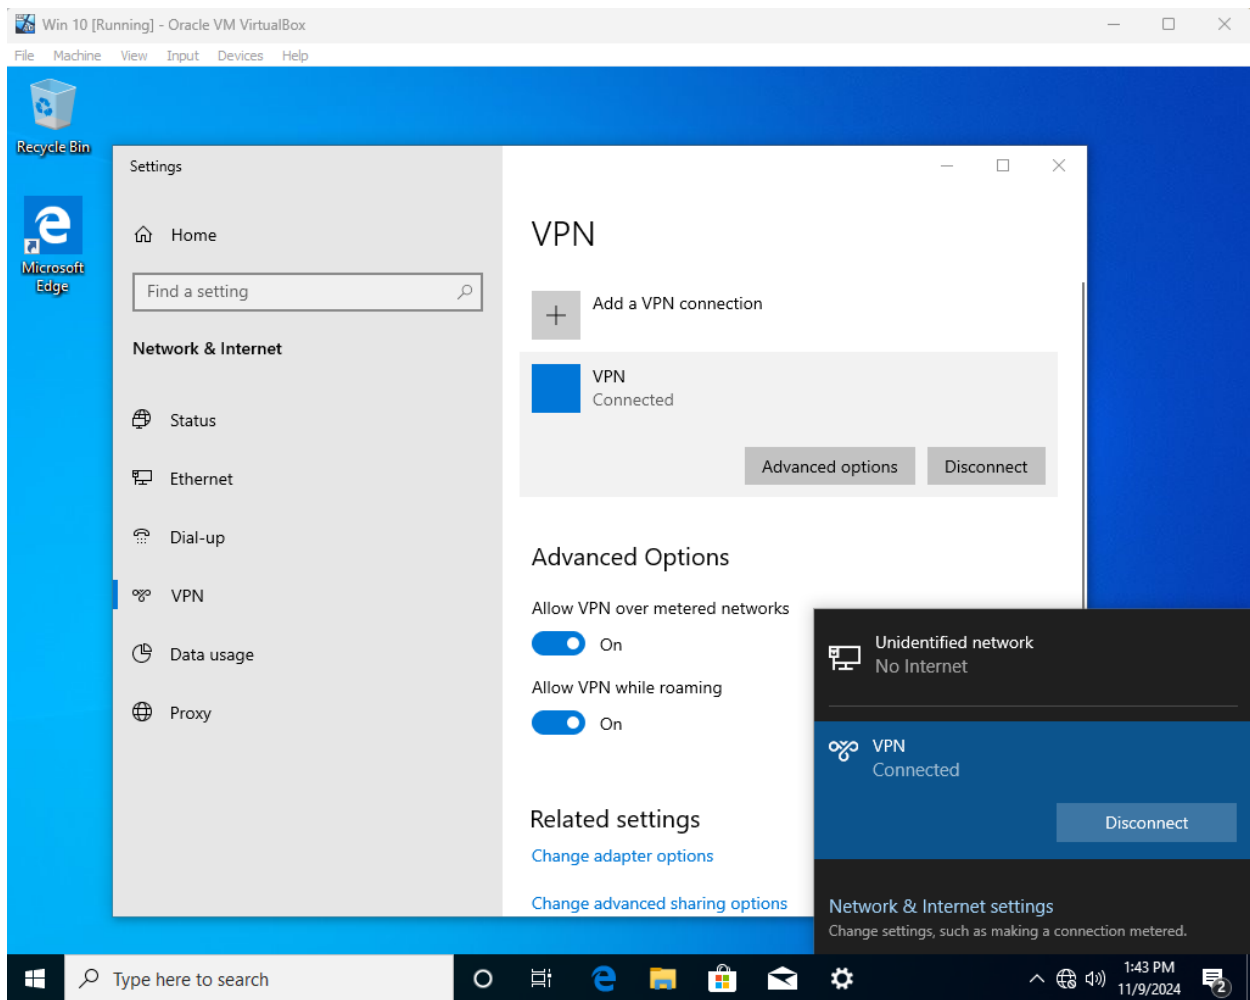 Win 10 [Running] - Oracle VM VirtualBox
File Machine View Input Devices Help
Recycle Bin
Microsoft
Edge
Settings
Home
Find a setting
Network & Internet
Status
Ethernet
Dial-up
VPN
Data usage
Proxy
VPN
Add a VPN connection
VPN
Connected
Advanced options Disconnect
Advanced Options
Allow VPN over metered networks
On
Allow VPN while roaming
On
Related settings
Change adapter options
Change advanced sharing options
Unidentified network
No Internet
VPN
Connected
Disconnect
Network & Internet settings
Change settings, such as making a connection metered.
Type here to search
1:43 PM
11/9/2024
2